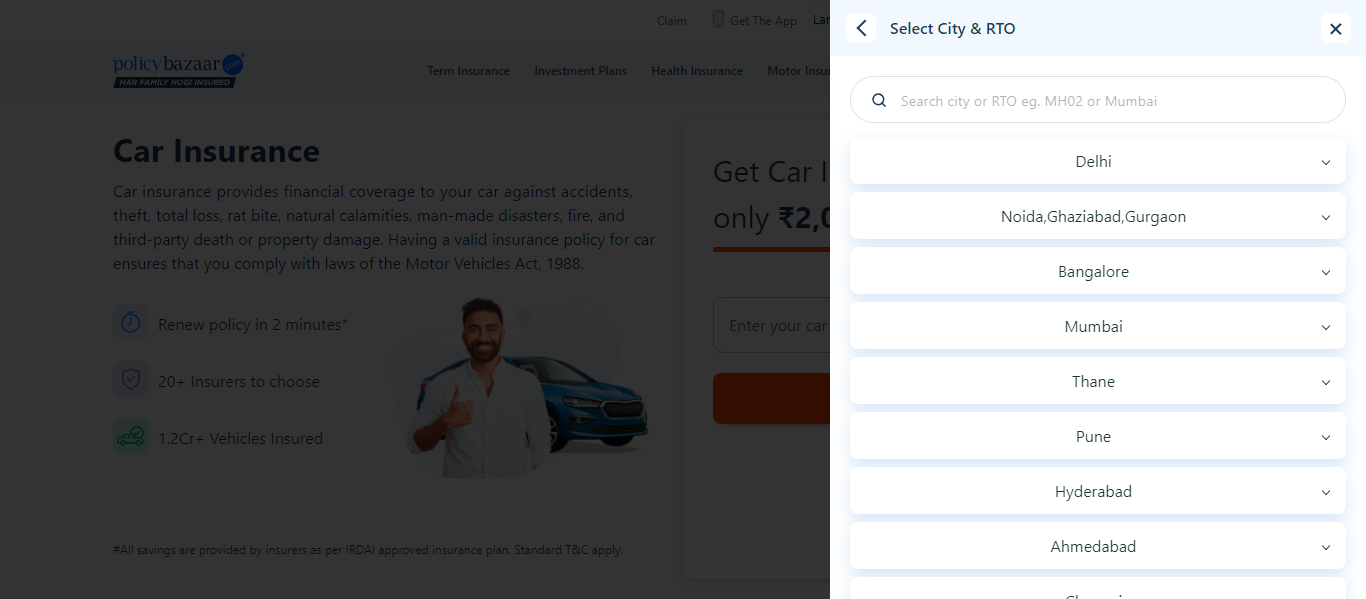 Claim
Get The App
Lan
policybazaar.com
HAR FAMILY HOGI INSURED
Term Insurance
Investment Plans
Health Insurance
Motor Insur
Car Insurance
Car insurance provides financial coverage to your car against accidents,
theft, total loss, rat bite, natural calamities, man-made disasters, fire, and
third-party death or property damage. Having a valid insurance policy for car
ensures that you comply with laws of the Motor Vehicles Act, 1988.
Renew policy in 2 minutes*
20+ Insurers to choose
1.2Cr+ Vehicles Insured
#All savings are provided by insurers as per IRDAI approved insurance plan. Standard T&C apply.
Get Car I
only ₹2,0
Enter your car
Select City & RTO
Search city or RTO eg. MH02 or Mumbai
Delhi
Noida,Ghaziabad,Gurgaon
Bangalore
Mumbai
Thane
Pune
Hyderabad
Ahmedabad